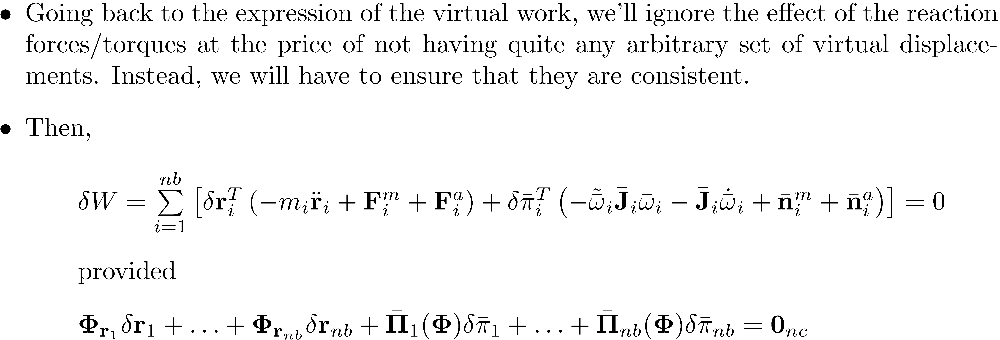 • Going back to the expression of the virtual work, we'll ignore the effect of the reaction
forces/torques at the price of not having quite any arbitrary set of virtual displace-
ments. Instead, we will have to ensure that they are consistent.
• Then,
$\delta W = \sum_{i=1}^{nb} \left[ \delta \mathbf{r}_i^T \left( -m_i \ddot{\mathbf{r}}_i + \mathbf{F}_i^m + \mathbf{F}_i^a \right) + \delta \bar{\pi}_i^T \left( -\tilde{\bar{\omega}}_i \bar{\mathbf{J}}_i \bar{\omega}_i - \bar{\mathbf{J}}_i \dot{\bar{\omega}}_i + \bar{\mathbf{n}}_i^m + \bar{\mathbf{n}}_i^a \right) \right] = 0$
provided
$\mathbf{\Phi}_{\mathbf{r}_1} \delta \mathbf{r}_1 + \ldots + \mathbf{\Phi}_{\mathbf{r}_{nb}} \delta \mathbf{r}_{nb} + \bar{\mathbf{\Pi}}_1(\mathbf{\Phi}) \delta \bar{\pi}_1 + \ldots + \bar{\mathbf{\Pi}}_{nb}(\mathbf{\Phi}) \delta \bar{\pi}_{nb} = \mathbf{0}_{nc}$